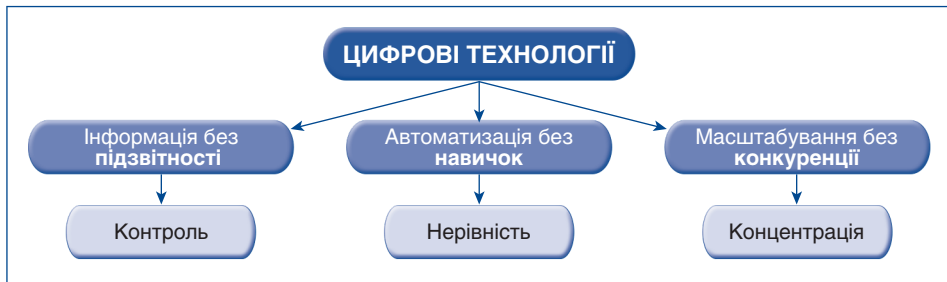 ЦИФРОВІ ТЕХНОЛОГІЇ
Інформація без
підзвітності
Автоматизація без
навичок
Масштабування без
конкуренції
Контроль
Нерівність
Концентрація